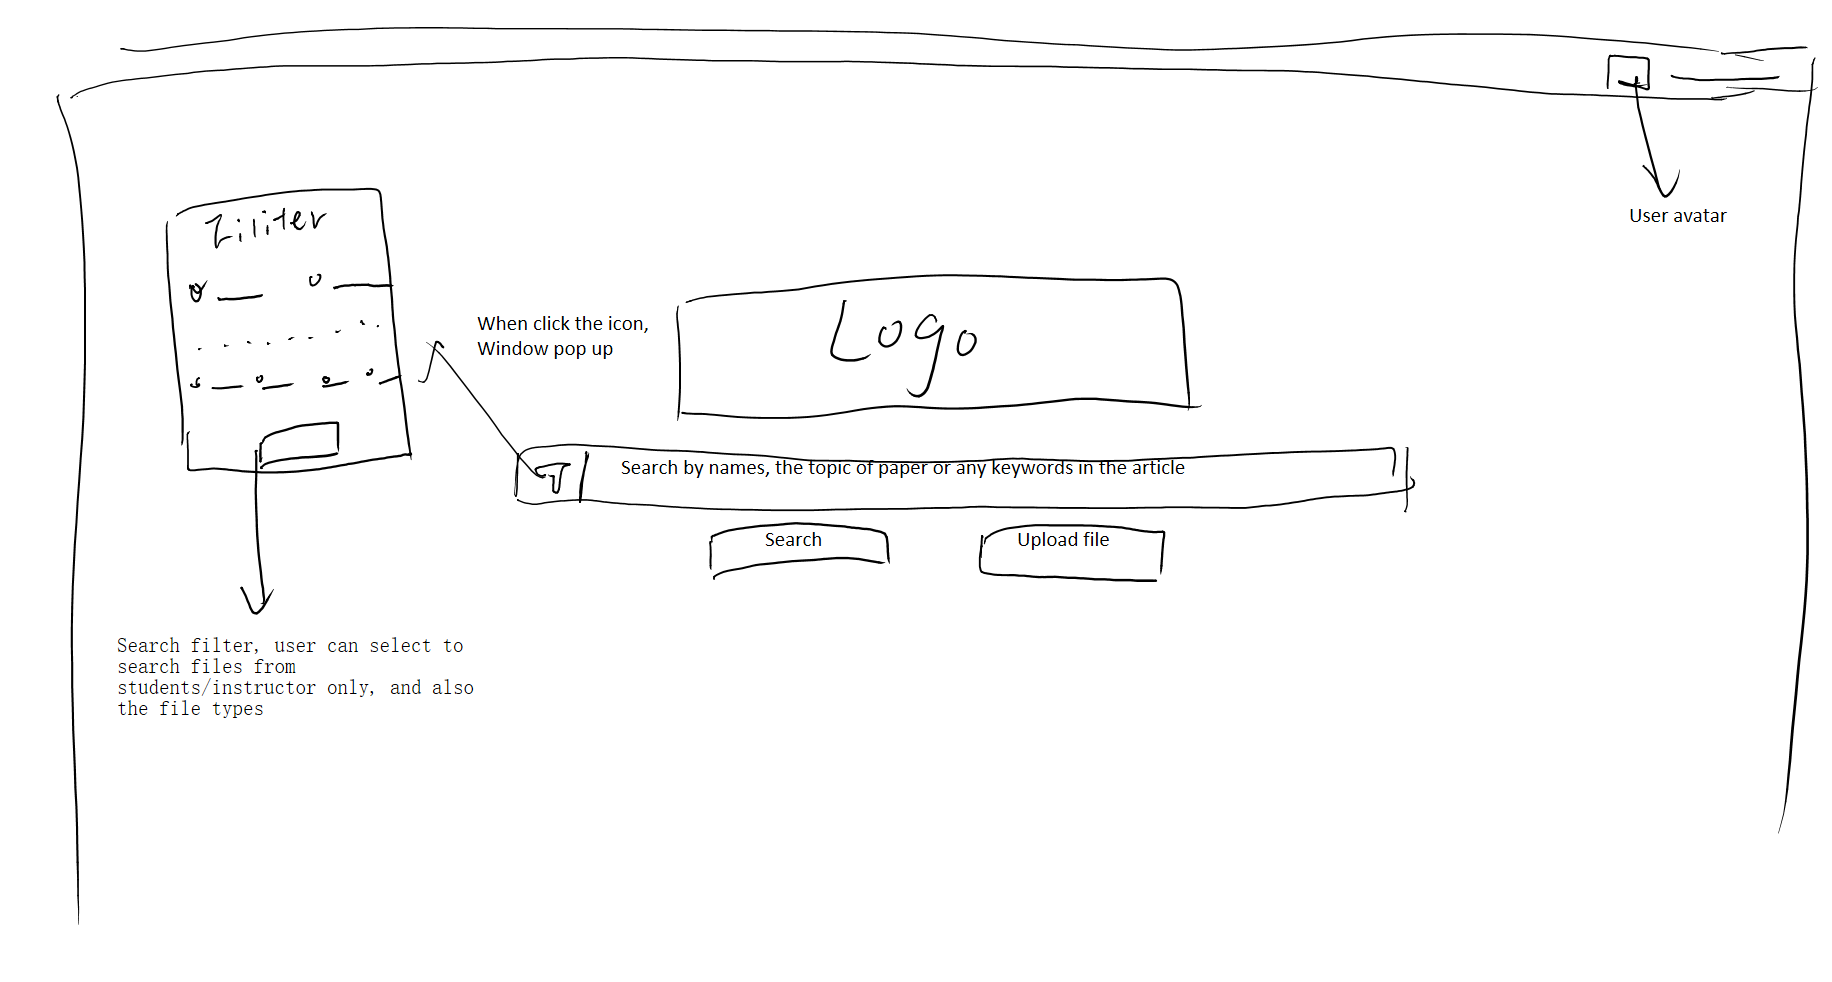 User avatar
When click the icon,
Window pop up
Logo
Search by names, the topic of paper or any keywords in the article
Search
Upload file
Search filter, user can select to
search files from
students/instructor only, and also
the file types